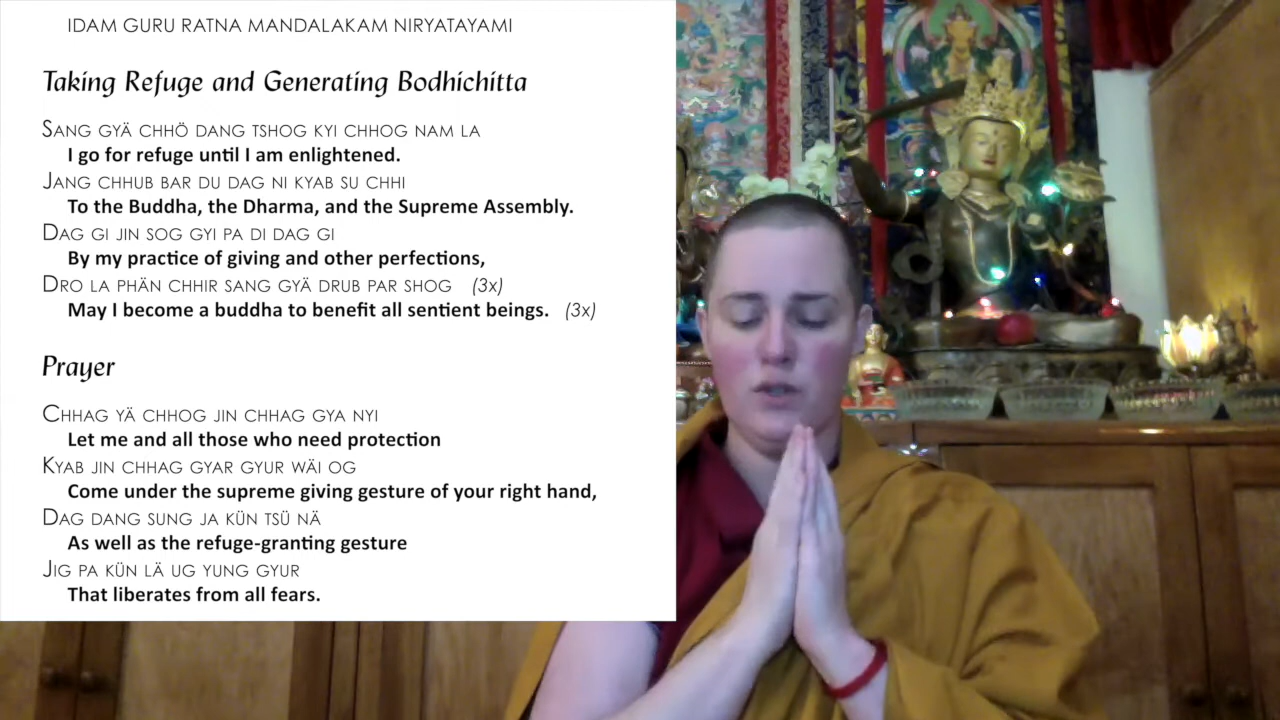 IDAM GURU RATNA MANDALAKAM NIRYATAYAMI
Taking Refuge and Generating Bodhichitta
SANG GYÄ CHHÖ DANG TSHOG KYI CHHOG NAM LA
I go for refuge until I am enlightened.
JANG CHHUB BAR DU DAG NI KYAB SU CHHI
To the Buddha, the Dharma, and the Supreme Assembly.
DAG GI JIN SOG GYI PA DI DAG GI
By my practice of giving and other perfections,
DRO LA PHÄN CHHIR SANG GYÄ DRUB PAR SHOG (3x)
May I become a buddha to benefit all sentient beings. (3x)
Prayer
CHHAG YÄ CHHOG JIN CHHAG GYA NYI
Let me and all those who need protection
KYAB JIN CHHAG GYAR GYUR WÄI OG
Come under the supreme giving gesture of your right hand,
DAG DANG SUNG JA KÜN TSÜ NÄ
As well as the refuge-granting gesture
JIG PA KÜN LÄ UG YUNG GYUR
That liberates from all fears.